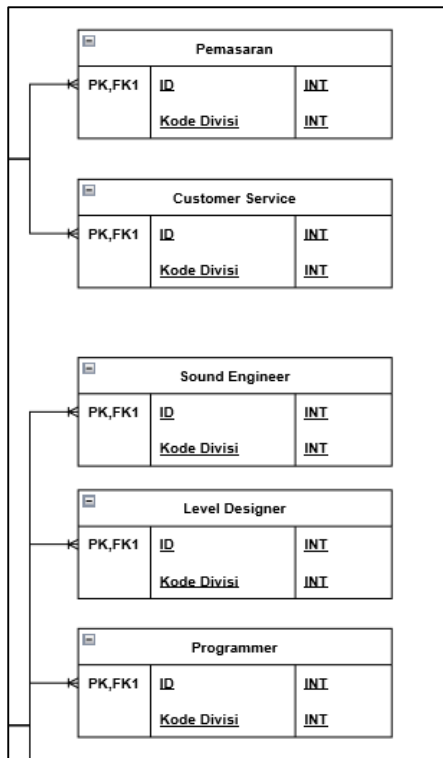 Pemasaran
PK,FK1 ID INT
Kode Divisi INT
Customer Service
PK,FK1 ID INT
Kode Divisi INT
Sound Engineer
PK,FK1 ID INT
Kode Divisi INT
Level Designer
PK,FK1 ID INT
Kode Divisi INT
Programmer
PK,FK1 ID INT
Kode Divisi INT